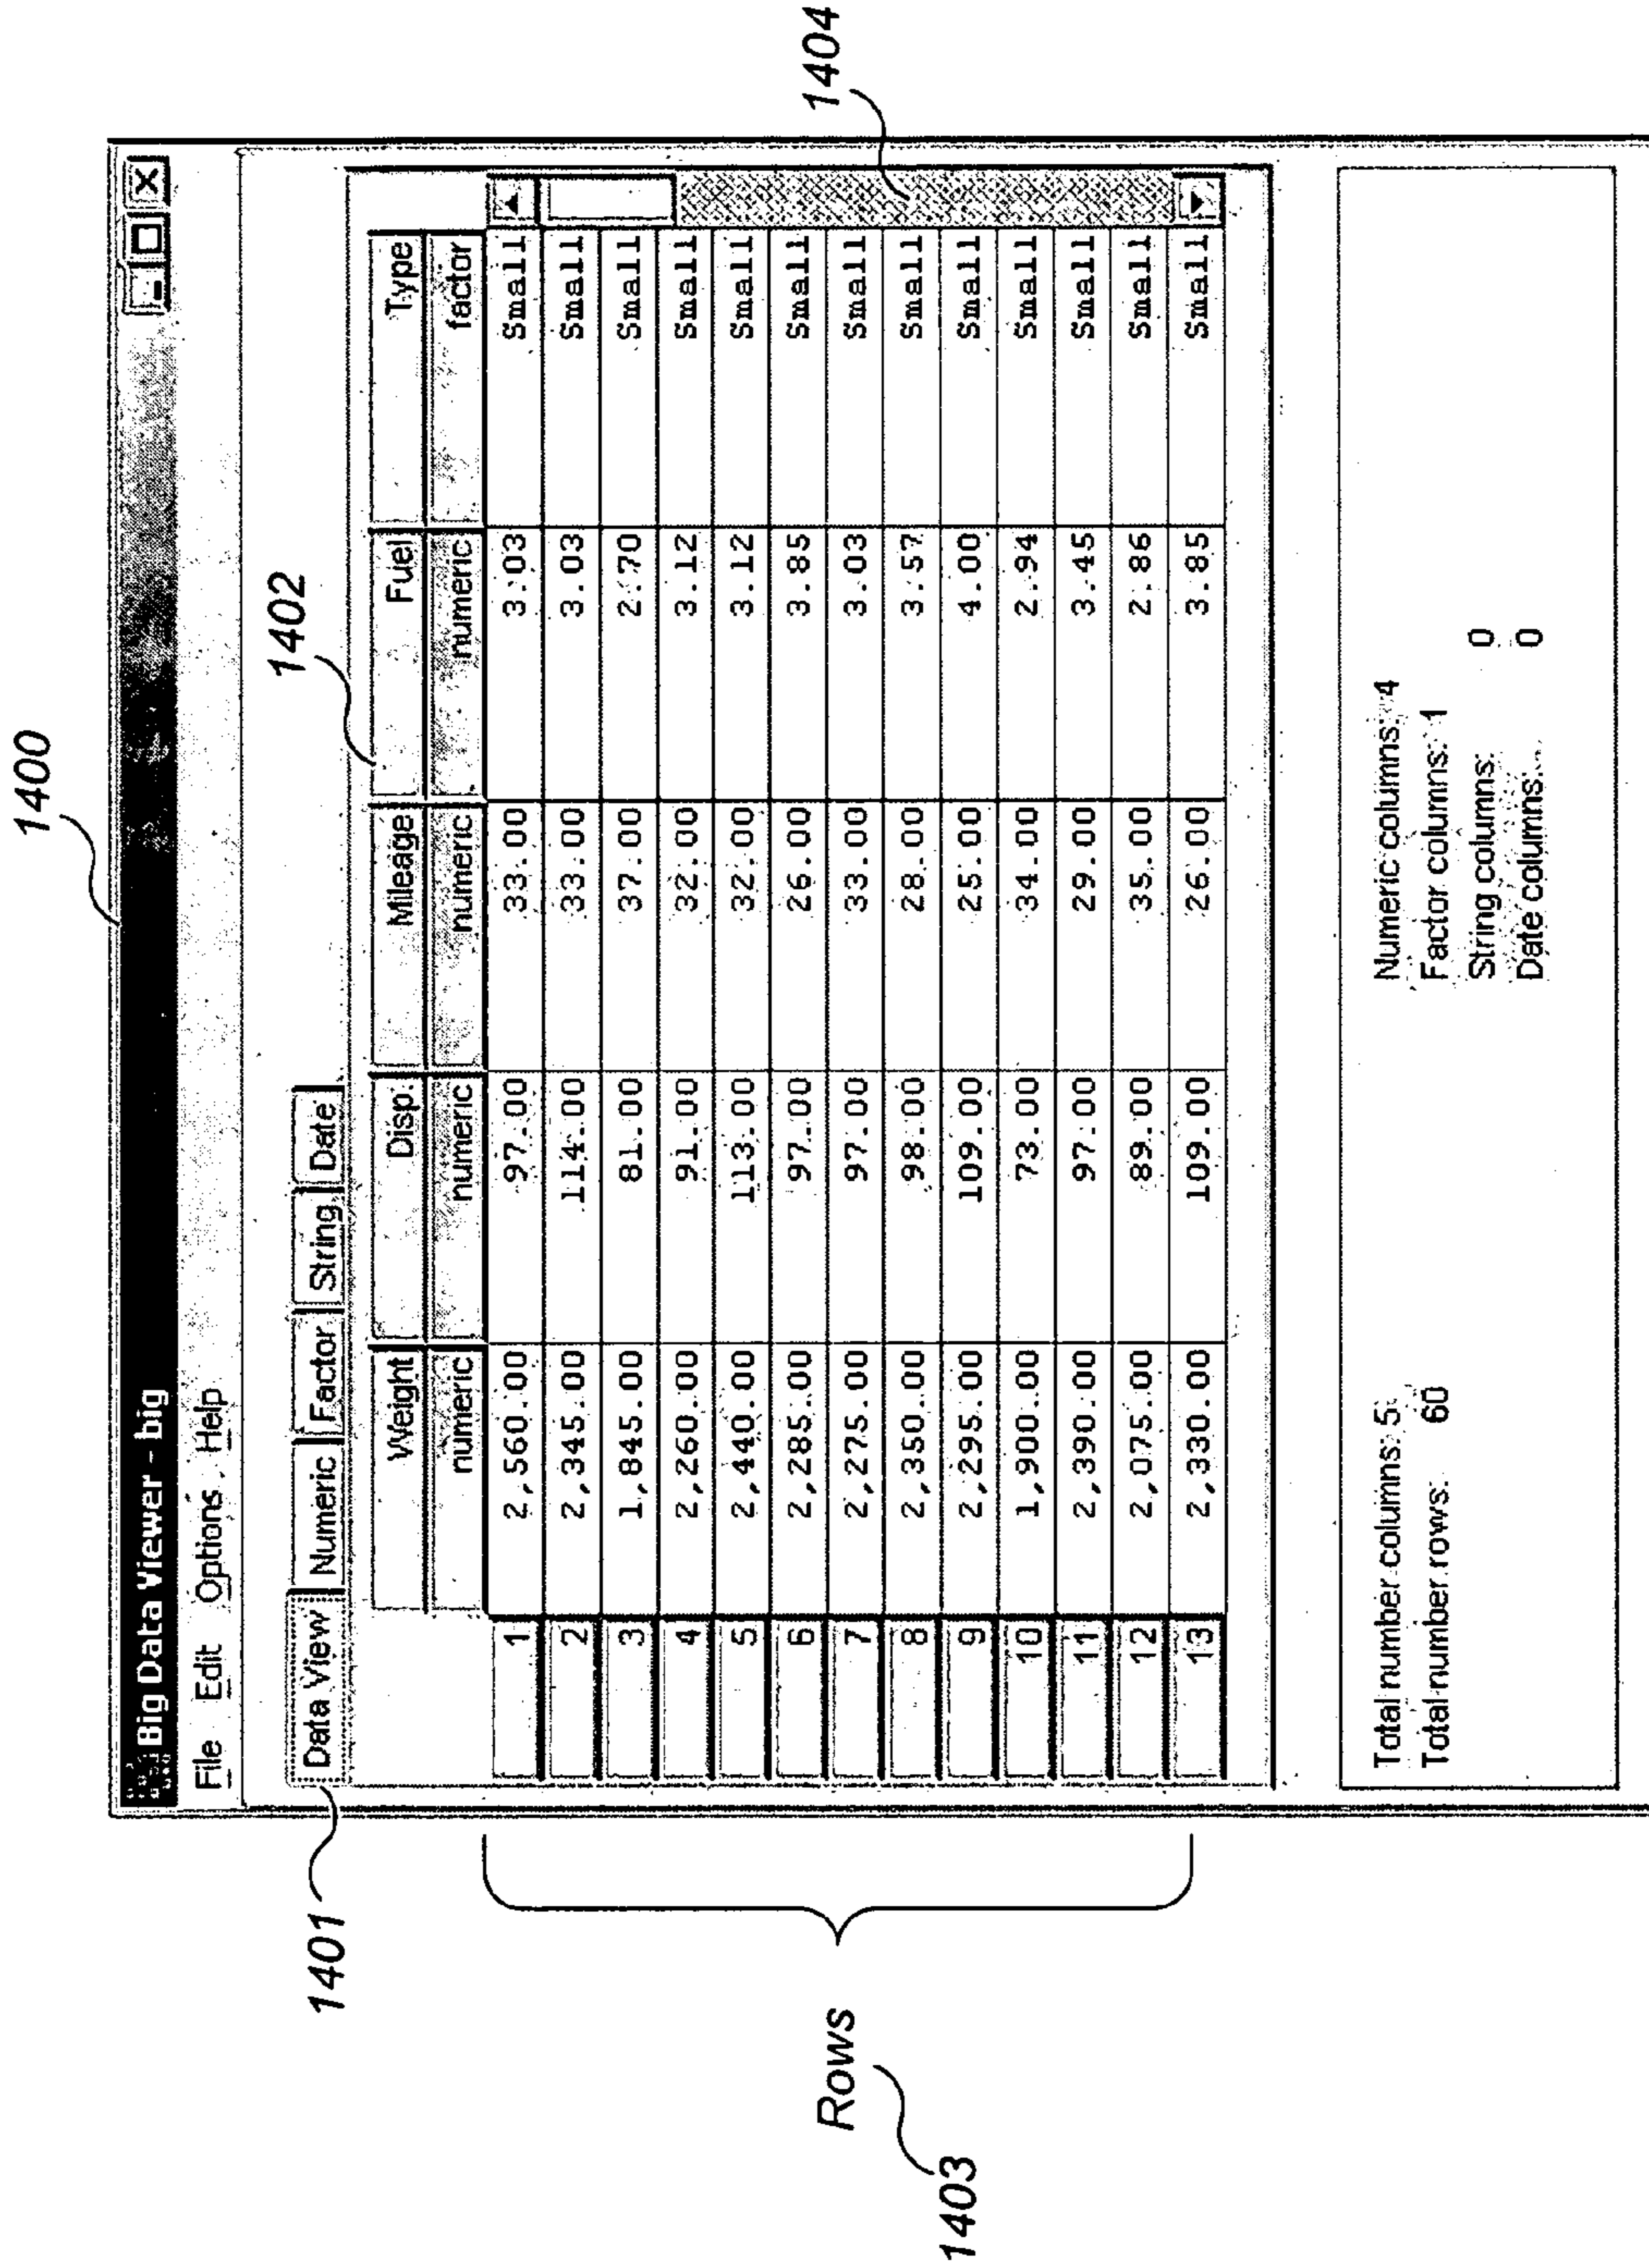 1400
Big Data Viewer - big
File Edit Options Help
1401
Data View Numeric Factor String Date
1402
Weight Disp. Mileage Fuel Type
numeric numeric numeric numeric factor
1 2,560.00 97.00 33.00 3.03 Small
2 2,345.00 114.00 33.00 3.03 Small
3 1,845.00 81.00 37.00 2.70 Small
4 2,260.00 91.00 32.00 3.12 Small
5 2,440.00 113.00 32.00 3.12 Small
6 2,285.00 97.00 26.00 3.85 Small
7 2,275.00 97.00 33.00 3.03 Small
8 2,350.00 98.00 28.00 3.57 Small
9 2,295.00 109.00 25.00 4.00 Small
10 1,900.00 73.00 34.00 2.94 Small
11 2,390.00 97.00 29.00 3.45 Small
12 2,075.00 89.00 35.00 2.86 Small
13 2,330.00 109.00 26.00 3.85 Small
Rows
1403
1404
Total number columns: 5 Numeric columns: 4
Total number rows: 60 Factor columns: 1
String columns: 0
Date columns: 0